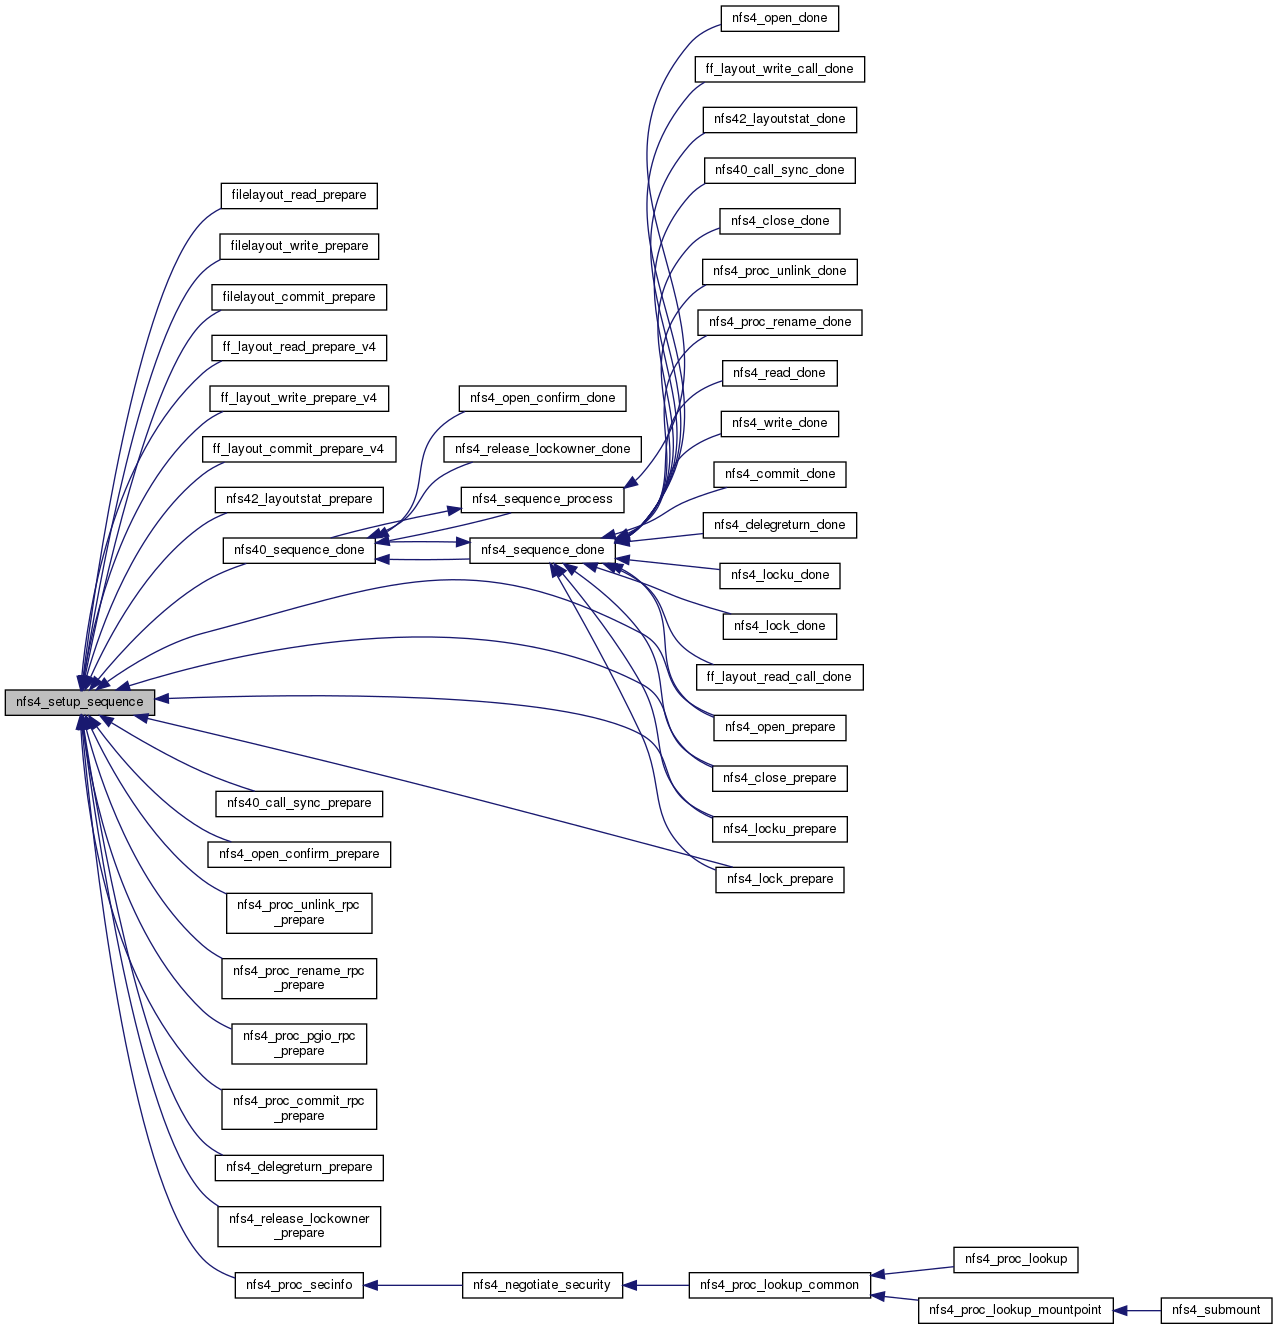 nfs4_open_done
ff_layout_write_call_done
nfs42_layoutstat_done
nfs40_call_sync_done
filelayout_read_prepare
nfs4_close_done
filelayout_write_prepare
nfs4_proc_unlink_done
filelayout_commit_prepare
nfs4_proc_rename_done
ff_layout_read_prepare_v4
nfs4_read_done
ff_layout_write_prepare_v4
nfs4_open_confirm_done
nfs4_write_done
ff_layout_commit_prepare_v4
nfs4_release_lockowner_done
nfs4_commit_done
nfs42_layoutstat_prepare
nfs4_sequence_process
nfs4_delegreturn_done
nfs40_sequence_done
nfs4_sequence_done
nfs4_locku_done
nfs4_lock_done
ff_layout_read_call_done
nfs4_setup_sequence
nfs4_open_prepare
nfs4_close_prepare
nfs40_call_sync_prepare
nfs4_locku_prepare
nfs4_open_confirm_prepare
nfs4_lock_prepare
nfs4_proc_unlink_rpc
_prepare
nfs4_proc_rename_rpc
_prepare
nfs4_proc_pgio_rpc
_prepare
nfs4_proc_commit_rpc
_prepare
nfs4_delegreturn_prepare
nfs4_release_lockowner
_prepare
nfs4_proc_secinfo
nfs4_negotiate_security
nfs4_proc_lookup_common
nfs4_proc_lookup
nfs4_proc_lookup_mountpoint
nfs4_submount